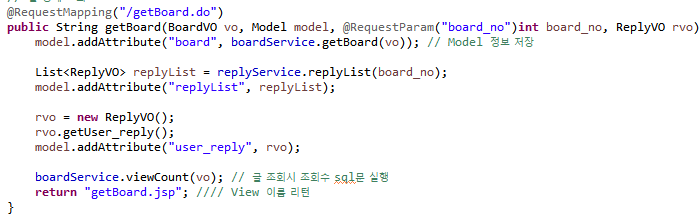 @RequestMapping("/getBoard.do")
public String getBoard(BoardVO vo, Model model, @RequestParam("board_no")int board_no, ReplyVO rvo)
model.addAttribute("board", boardService.getBoard(vo)); // Model 정보 저장
List<ReplyVO> replyList = replyService.replyList(board_no);
model.addAttribute("replyList", replyList);
rvo = new ReplyVO();
rvo.getUser_reply();
model.addAttribute("user_reply", rvo);
boardService.viewCount(vo); // 글 조회시 조회수 sql문 실행
return "getBoard.jsp"; //// View 이름 리턴
}